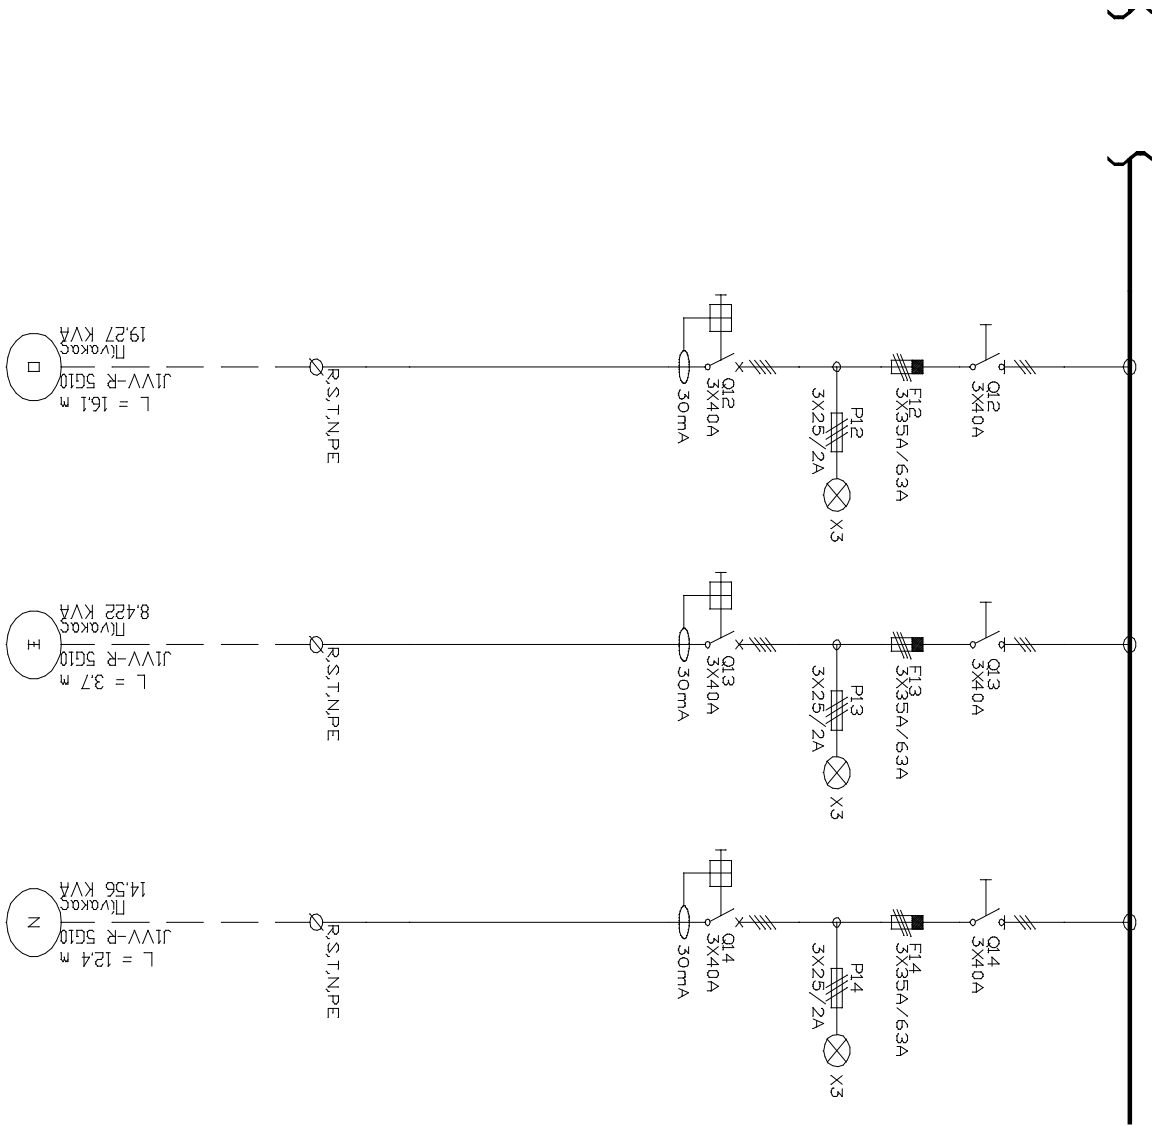 Q12
3X40A
F12
3X35A/63A
P12
3X25/2A
X3
Q12
3X40A
30mA
R,S,T,N,PE
L = 16.1 m
J1VV-R 5G10
Πίνακας
19.27 KVA
Q13
3X40A
F13
3X35A/63A
P13
3X25/2A
X3
Q13
3X40A
30mA
R,S,T,N,PE
L = 3.7 m
J1VV-R 5G10
Πίνακας
8.422 KVA
Η
Q14
3X40A
F14
3X35A/63A
P14
3X25/2A
X3
Q14
3X40A
30mA
R,S,T,N,PE
L = 12.4 m
J1VV-R 5G10
Πίνακας
14.56 KVA
Ζ